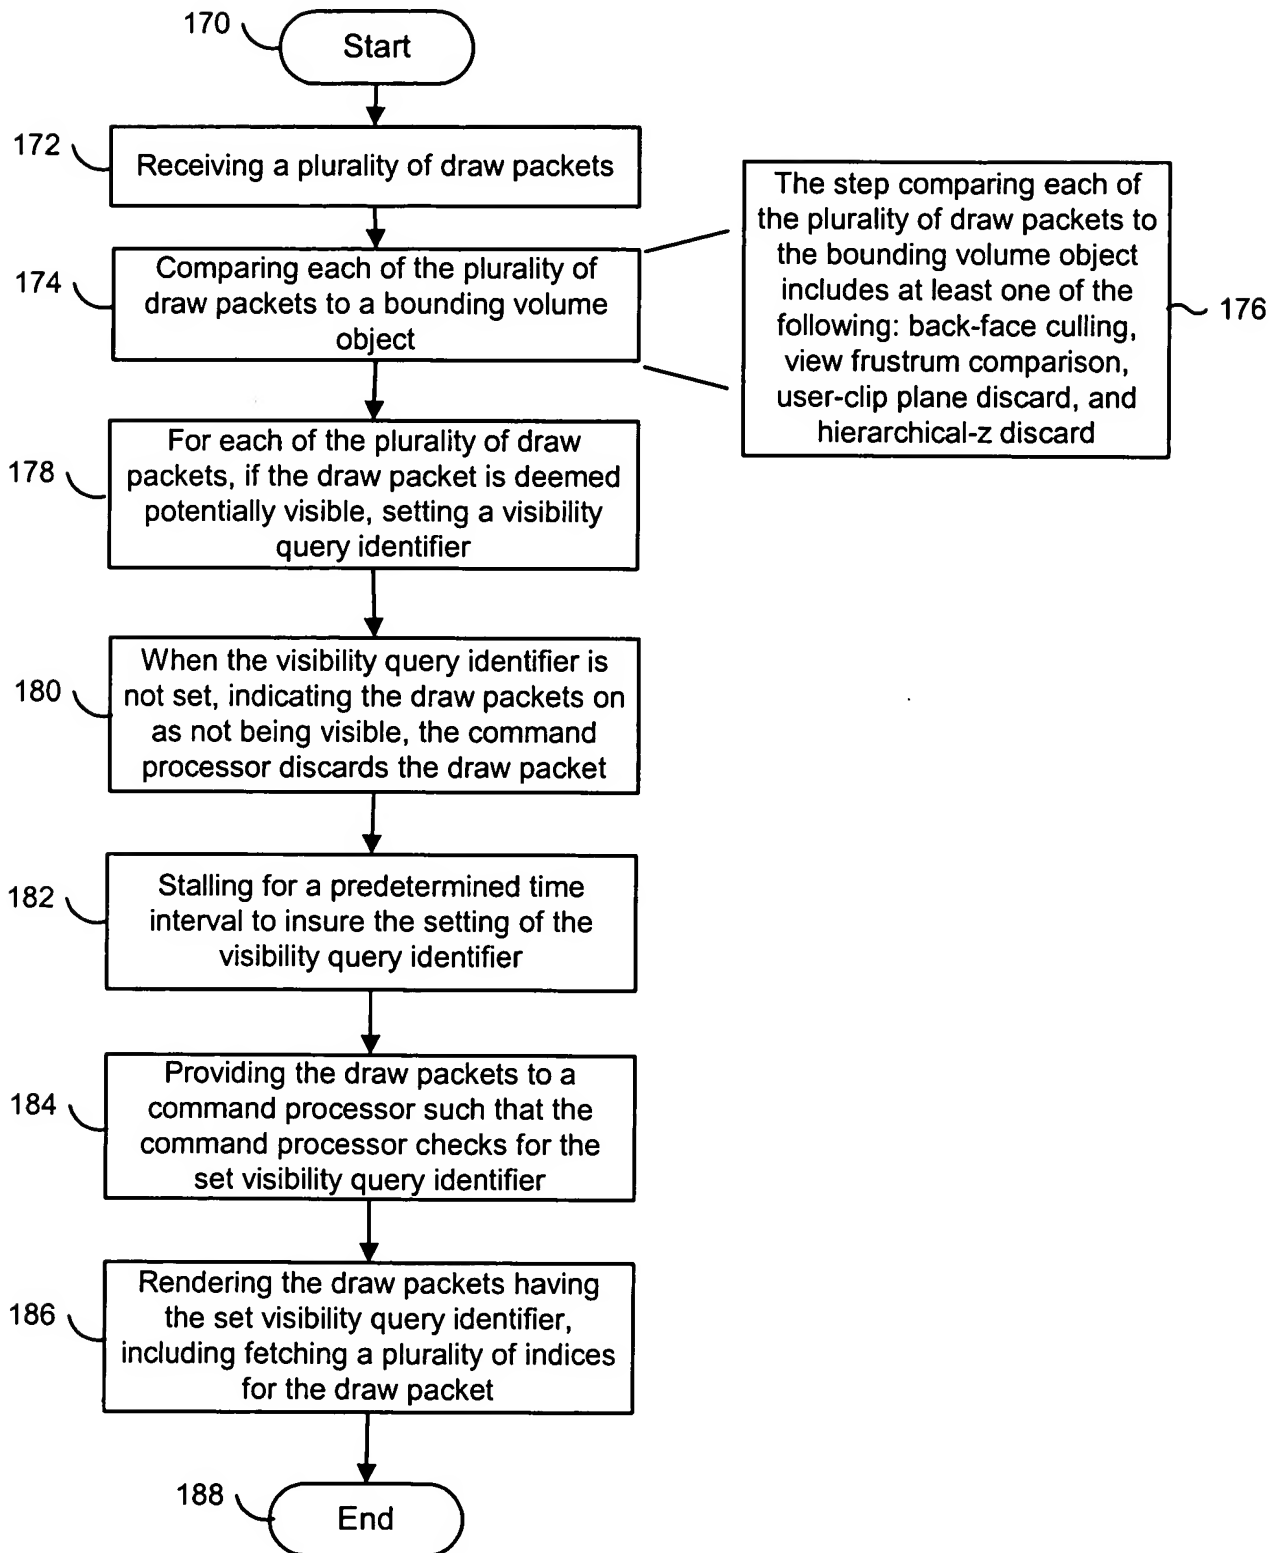 170
Start
172
Receiving a plurality of draw packets
174
Comparing each of the plurality of
draw packets to a bounding volume
object
The step comparing each of
the plurality of draw packets to
the bounding volume object
includes at least one of the
following: back-face culling,
view frustrum comparison,
user-clip plane discard, and
hierarchical-z discard
176
178
For each of the plurality of draw
packets, if the draw packet is deemed
potentially visible, setting a visibility
query identifier
180
When the visibility query identifier is
not set, indicating the draw packets on
as not being visible, the command
processor discards the draw packet
182
Stalling for a predetermined time
interval to insure the setting of the
visibility query identifier
184
Providing the draw packets to a
command processor such that the
command processor checks for the
set visibility query identifier
186
Rendering the draw packets having
the set visibility query identifier,
including fetching a plurality of indices
for the draw packet
188
End